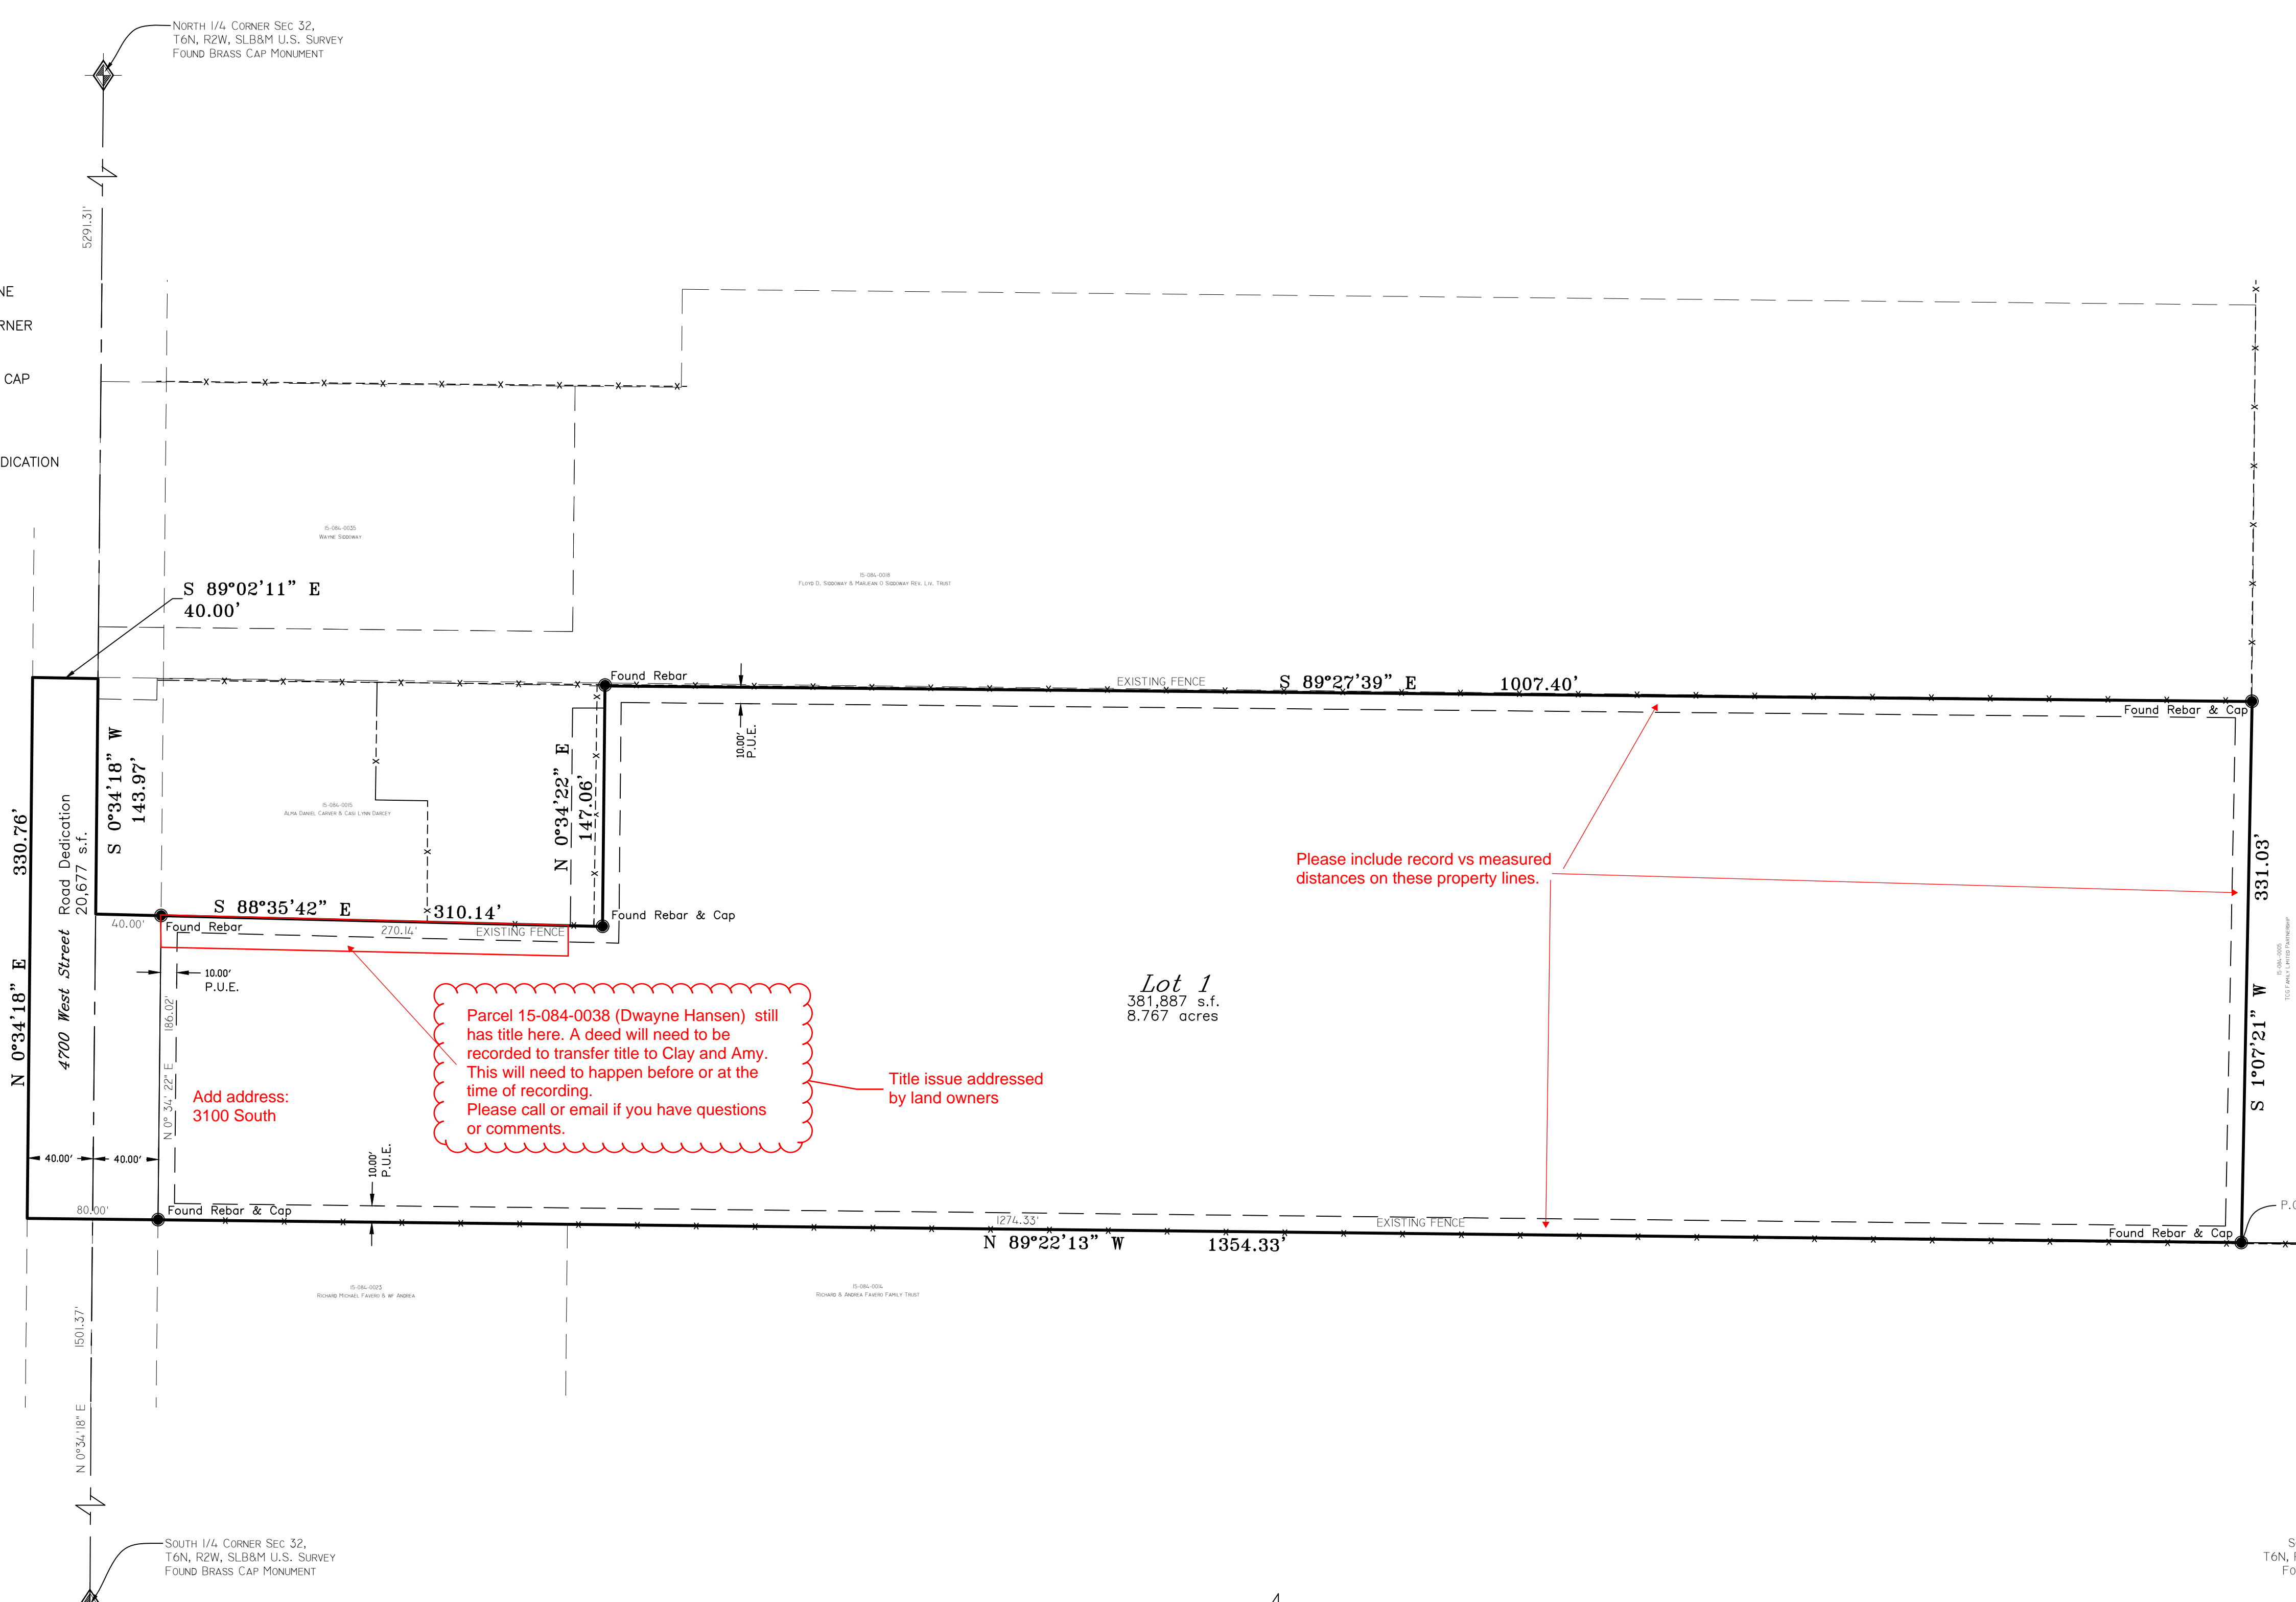 North 1/4 Corner Sec 32,
T6N, R2W, SLB&M U.S. Survey
Found Brass Cap Monument
5291.31'
NE
RNER
CAP
DICATION
15-084-0035
Wayne Siddoway
15-084-0018
Floyd D. Siddoway & Marjean O Siddoway Rev. Liv. Trust
S 89°02'11" E
40.00'
Found Rebar
EXISTING FENCE
S 89°27'39" E 1007.40'
Found Rebar & Cap
10.00'
P.U.E.
S 0°34'18" W
143.97'
N 0°34'22" E
147.06'
15-084-0015
Alma Daniel Carver & Casi Lynn Darcey
N 0°34'18" E 330.76'
4700 West Street Road Dedication
20,677 s.f.
S 88°35'42" E 310.14'
40.00'
Found Rebar
270.14'
EXISTING FENCE
Found Rebar & Cap
Please include record vs measured
distances on these property lines.
S 1°07'21" W 331.03'
15-084-0005
TCG Family Limited Partnership
10.00'
P.U.E.
N 0° 34' 22" E 186.02'
Lot 1
381,887 s.f.
8.767 acres
Parcel 15-084-0038 (Dwayne Hansen) still
has title here. A deed will need to be
recorded to transfer title to Clay and Amy.
This will need to happen before or at the
time of recording.
Please call or email if you have questions
or comments.
Title issue addressed
by land owners
Add address:
3100 South
40.00'
40.00'
10.00'
P.U.E.
80.00'
Found Rebar & Cap
1274.33'
EXISTING FENCE
N 89°22'13" W 1354.33'
Found Rebar & Cap
15-084-0023
Richard Michael Favero & wf Andrea
15-084-0014
Richard & Andrea Favero Family Trust
N 0°34'18" E 1501.37'
South 1/4 Corner Sec 32,
T6N, R2W, SLB&M U.S. Survey
Found Brass Cap Monument
S
T6N,
Fo